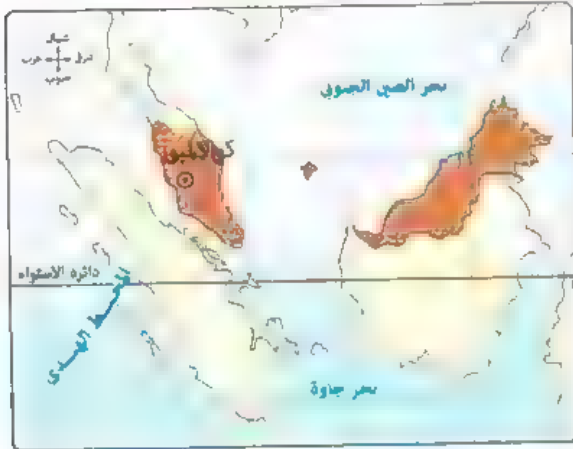 شمال
شرق غرب
جنوب
بحر الصين الجنوبي
كوالالمبور
دائرة الاستواء
المحيط الهندي
بحر جاوة